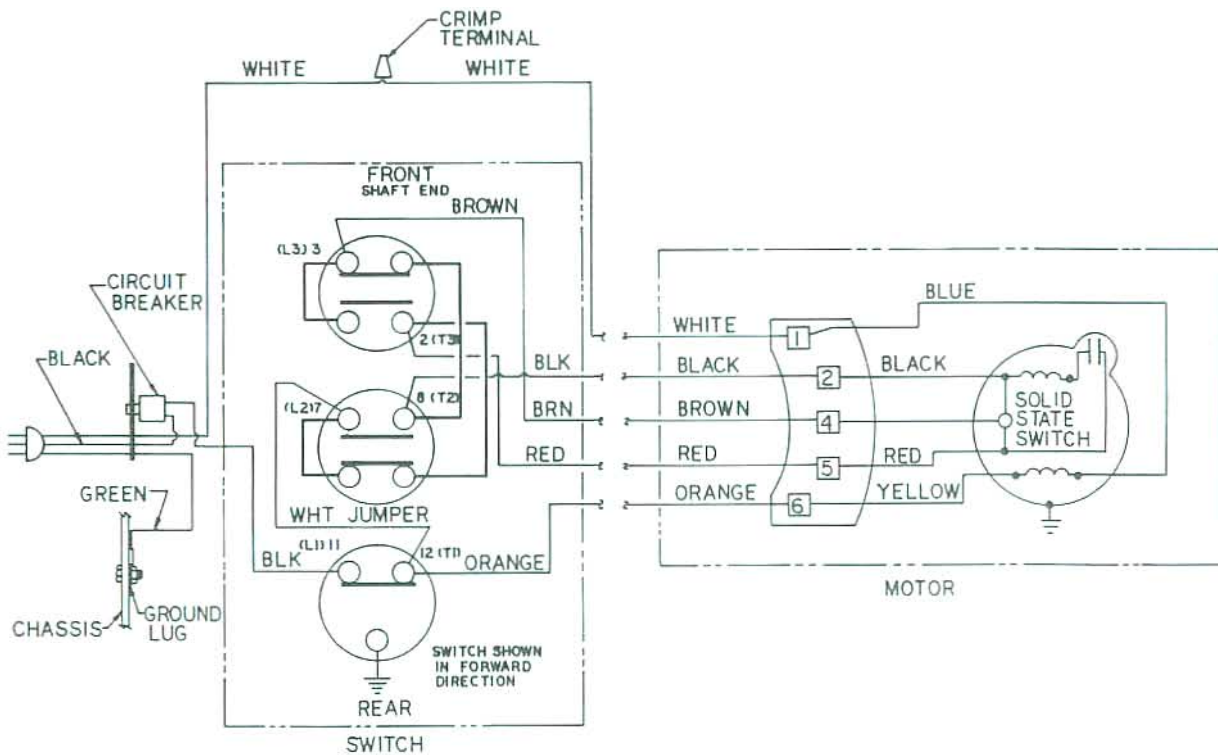 CRIMP
TERMINAL
WHITE
WHITE
FRONT
SHAFT END
BROWN
(L3) 3
2 (T3)
CIRCUIT
BREAKER
BLACK
(L2) 7
8 (T2)
BLK
BRN
RED
GREEN
WHT JUMPER
BLK
(L1) 11
12 (T1)
ORANGE
CHASSIS
GROUND
LUG
SWITCH SHOWN
IN FORWARD
DIRECTION
REAR
SWITCH
WHITE
1
BLUE
BLACK
2
BLACK
BROWN
4
SOLID
STATE
SWITCH
RED
5
RED
ORANGE
6
YELLOW
MOTOR